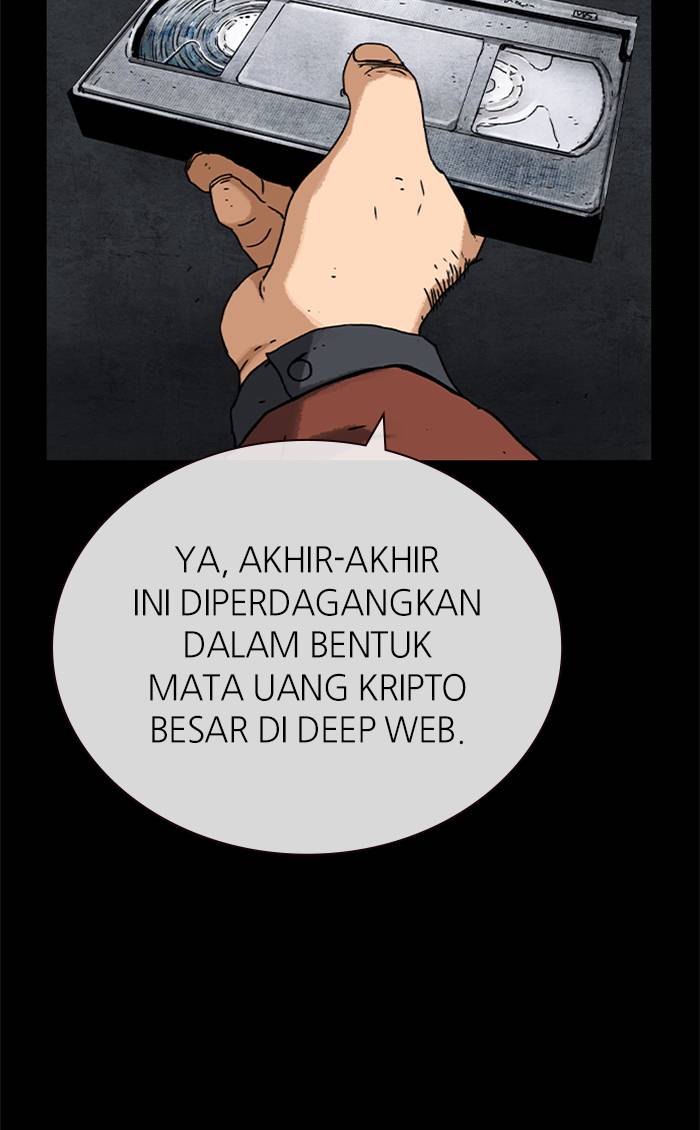 YA, AKHIR-AKHIR
INI DIPERDAGANGKAN
DALAM BENTUK
MATA UANG KRIPTO
BESAR DI DEEP WEB.